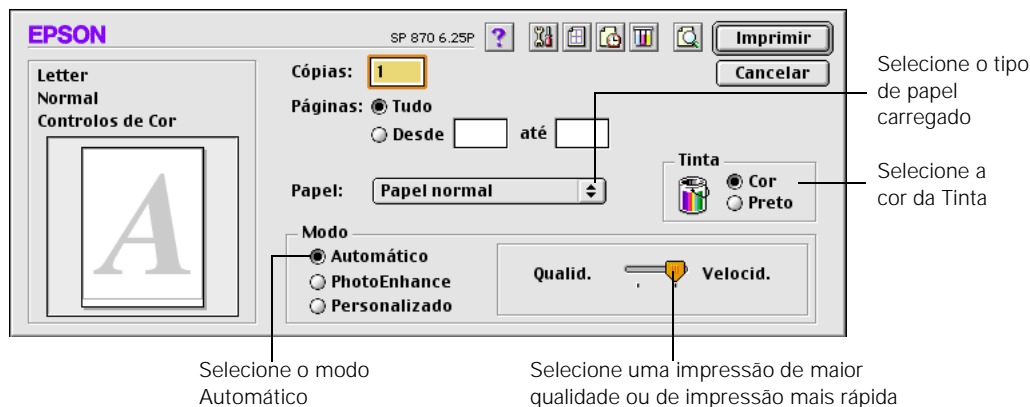 EPSON
SP 870 6.25P
?
Imprimir
Letter
Normal
Controlos de Cor
A
Cópias: 1
Cancelar
Páginas: Tudo
Desde até
Papel: Papel normal
Tinta
Cor
Preto
Modo
Automático
PhotoEnhance
Personalizado
Qualid. Velocid.
Selecione o tipo
de papel
carregado
Selecione a
cor da Tinta
Selecione o modo
Automático
Selecione uma impressão de maior
qualidade ou de impressão mais rápida